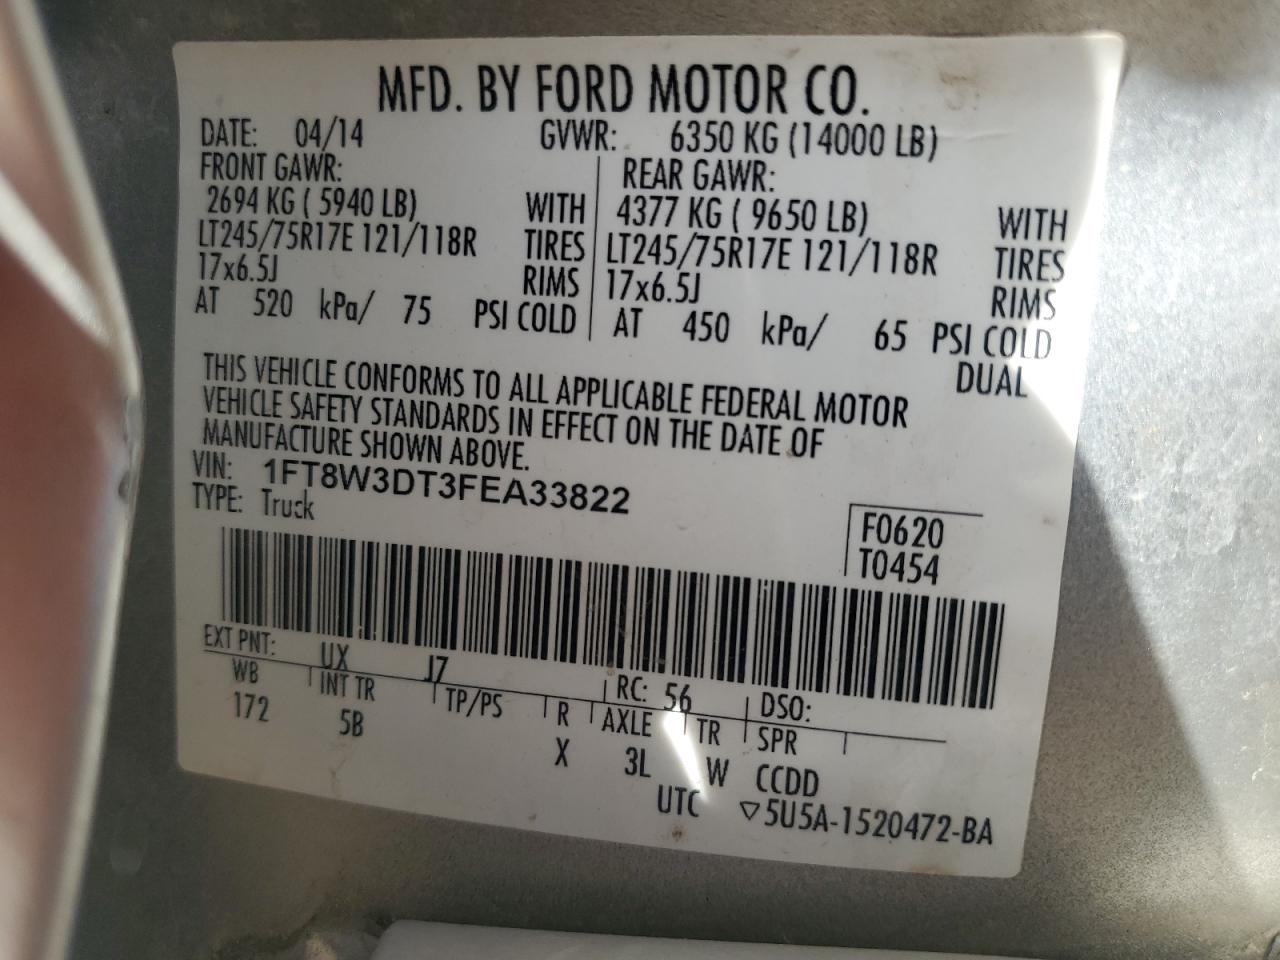 MFD. BY FORD MOTOR CO.
DATE: 04/14 GVWR: 6350 KG (14000 LB)
FRONT GAWR: REAR GAWR:
2694 KG ( 5940 LB) WITH 4377 KG ( 9650 LB) WITH
LT245/75R17E 121/118R TIRES LT245/75R17E 121/118R TIRES
17x6.5J RIMS 17x6.5J RIMS
AT 520 kPa/ 75 PSI COLD AT 450 kPa/ 65 PSI COLD
DUAL
THIS VEHICLE CONFORMS TO ALL APPLICABLE FEDERAL MOTOR
VEHICLE SAFETY STANDARDS IN EFFECT ON THE DATE OF
MANUFACTURE SHOWN ABOVE.
VIN: 1FT8W3DT3FEA33822
TYPE: Truck
F0620
T0454
EXT PNT: UX J7 RC: 56 DSO:
WB INT TR TP/PS R AXLE TR SPR
172 5B X 3L W CCDD
UTC ▽5U5A-1520472-BA